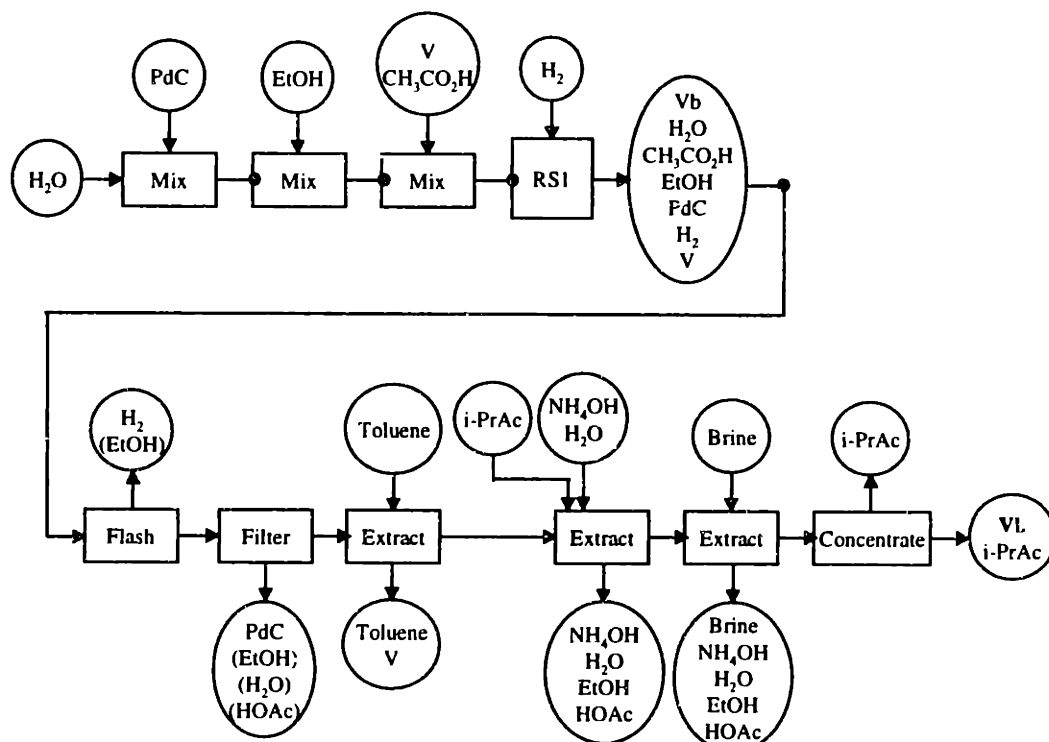 PdC
EtOH
V
CH₃CO₂H
H₂
H₂O
Mix
Mix
Mix
RS1
Vb
H₂O
CH₃CO₂H
EtOH
PdC
H₂
V
H₂
(EtOH)
Toluene
i-PrAc
NH₄OH
H₂O
Brine
i-PrAc
Flash
Filter
Extract
Extract
Extract
Concentrate
Vb
i-PrAc
PdC
(EtOH)
(H₂O)
(HOAc)
Toluene
V
NH₄OH
H₂O
EtOH
HOAc
Brine
NH₄OH
H₂O
EtOH
HOAc